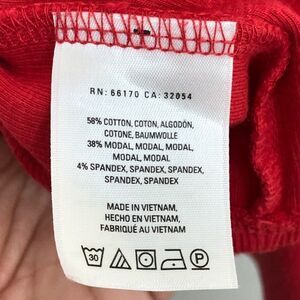 RN: 66170 CA: 32054
58% COTTON, COTON, ALGODÓN,
COTONE, BAUMWOLLE
38% MODAL, MODAL, MODAL,
MODAL, MODAL
4% SPANDEX, SPANDEX, SPANDEX,
SPANDEX, SPANDEX
MADE IN VIETNAM,
HECHO EN VIETNAM,
FABRIQUÉ AU VIETNAM
30 P